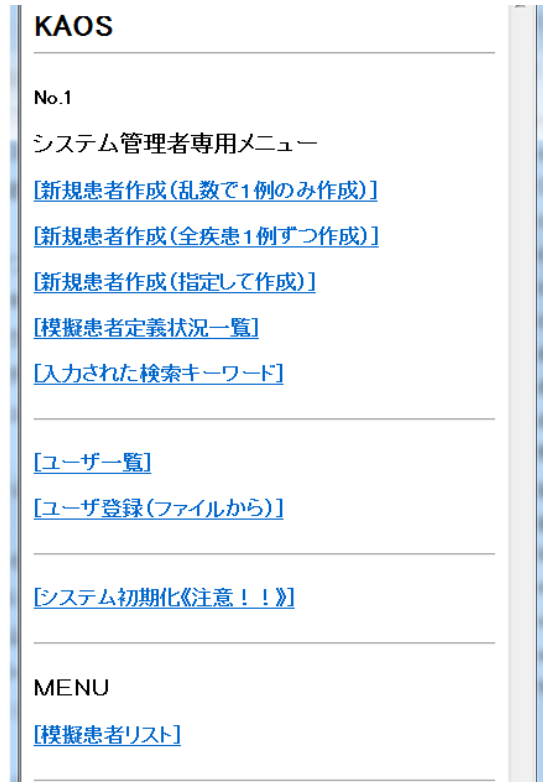 KAOS
No.1
システム管理者専用メニュー
[新規患者作成(乱数で1例のみ作成)]
[新規患者作成(全疾患1例ずつ作成)]
[新規患者作成(指定して作成)]
[模擬患者定義状況一覧]
[入力された検索キーワード]
[ユーザ一覧]
[ユーザ登録(ファイルから)]
[システム初期化《注意！！》]
MENU
[模擬患者リスト]